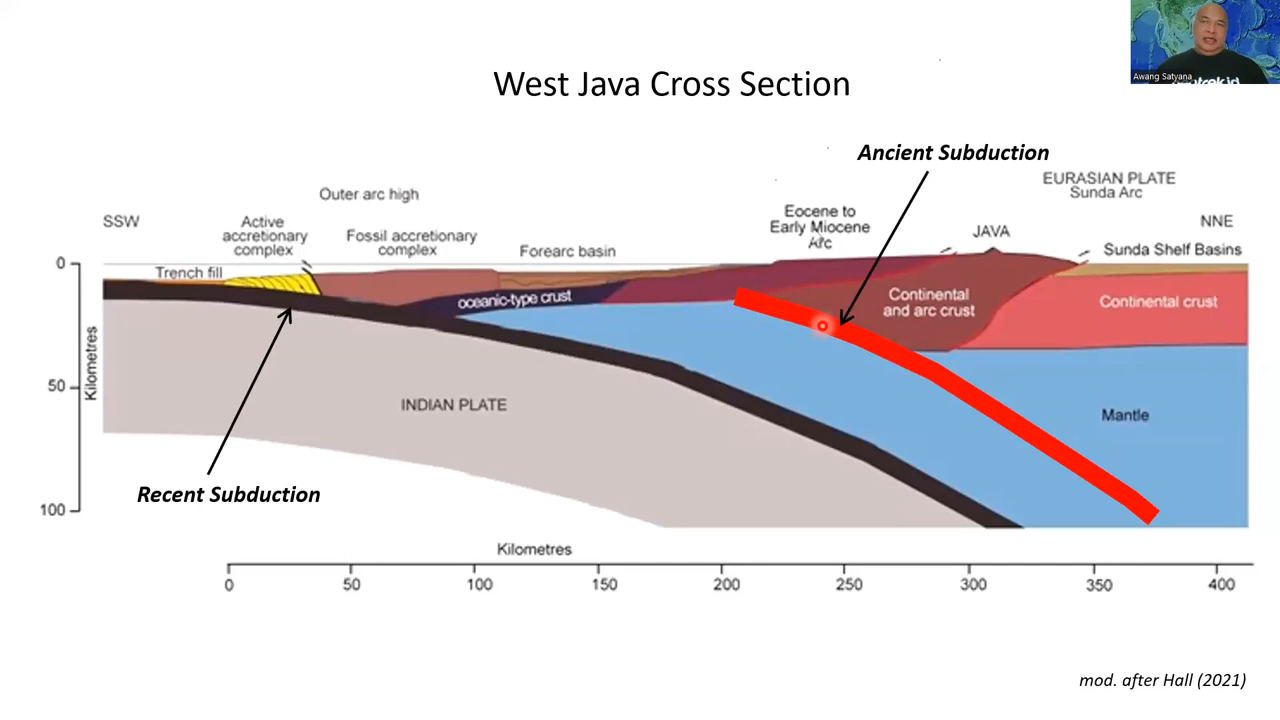 West Java Cross Section
Awang Satyana
Ancient Subduction
EURASIAN PLATE
Sunda Arc
Outer arc high
SSW
Active
accretionary
complex
Fossil accretionary
complex
Forearc basin
Eocene to
Early Miocene
Arc
JAVA
NNE
Sunda Shelf Basins
0
Trench fill
oceanic-type crust
Continental
and arc crust
Continental crust
Kilometres
50
INDIAN PLATE
Mantle
Recent Subduction
100
Kilometres
0 50 100 150 200 250 300 350 400
mod. after Hall (2021)